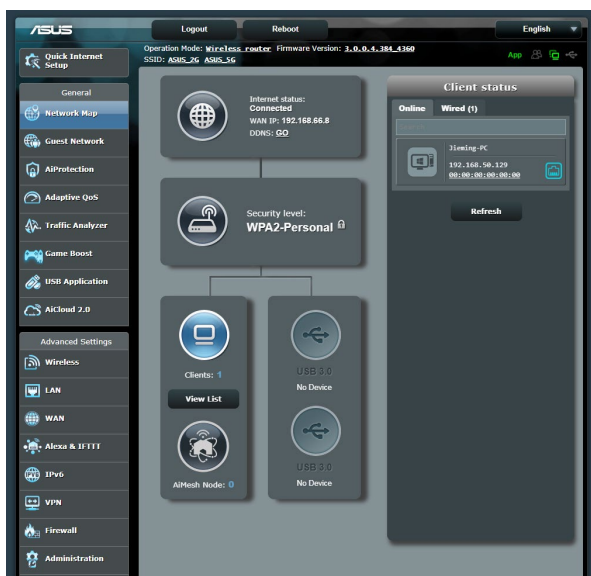 ASUS
Logout
Reboot
English
Quick Internet
Setup
Operation Mode: Wireless router Firmware Version: 3.0.0.4.384_4360
SSID: ASUS_2G ASUS_5G
App
General
Network Map
Guest Network
AiProtection
Adaptive QoS
Traffic Analyzer
Game Boost
USB Application
AiCloud 2.0
Advanced Settings
Wireless
LAN
WAN
Alexa & IFTTT
IPv6
VPN
Firewall
Administration
Internet status:
Connected
WAN IP: 192.168.66.8
DDNS: GO
Security level:
WPA2-Personal
Clients: 1
View List
AiMesh Node: 0
USB 3.0
No Device
USB 3.0
No Device
Client status
Online Wired (1)
Jieming-PC
192.168.50.129
00:00:00:00:00:00
Refresh